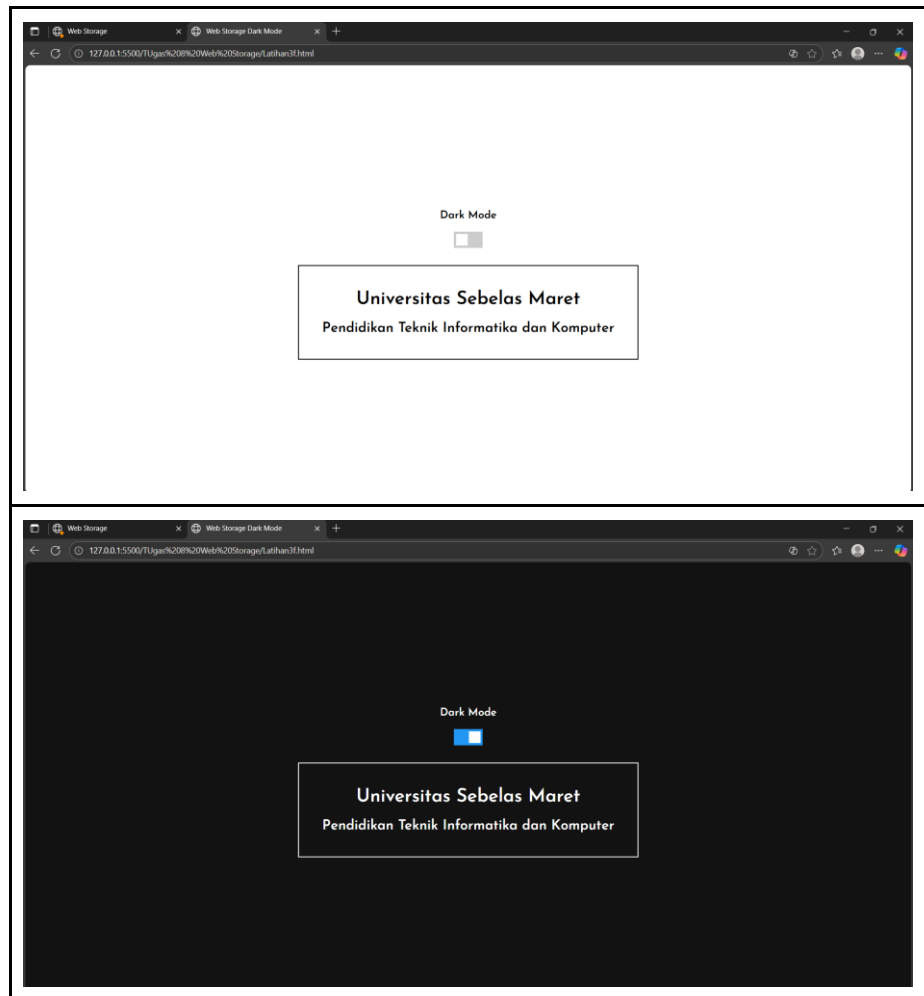 Web Storage
Web Storage Dark Mode
127.0.0.1:5500/TUgas%208%20Web%20Storage/Latihan3f.html
Dark Mode
Universitas Sebelas Maret
Pendidikan Teknik Informatika dan Komputer
Web Storage
Web Storage Dark Mode
127.0.0.1:5500/TUgas%208%20Web%20Storage/Latihan3f.html
Dark Mode
Universitas Sebelas Maret
Pendidikan Teknik Informatika dan Komputer